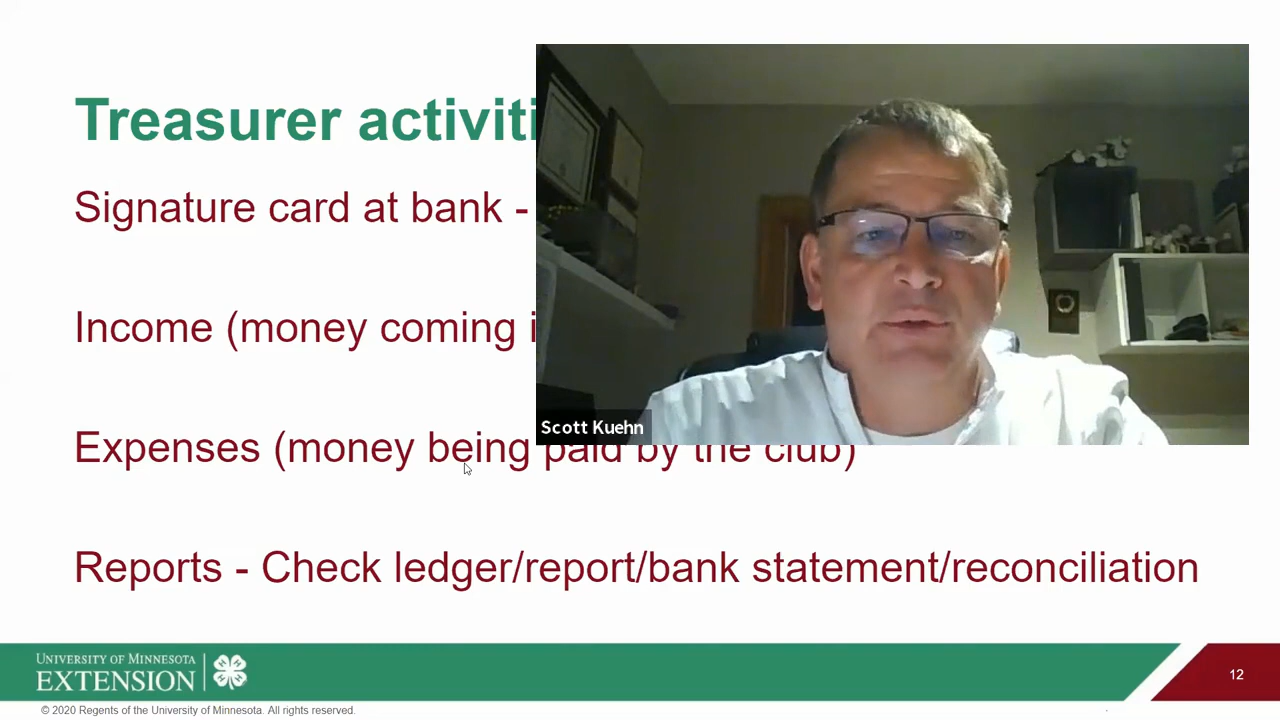 Treasurer activiti
Signature card at bank -
Income (money coming i
Scott Kuehn
Expenses (money being paid by the club)
Reports - Check ledger/report/bank statement/reconciliation
UNIVERSITY OF MINNESOTA
EXTENSION
12
© 2020 Regents of the University of Minnesota. All rights reserved.